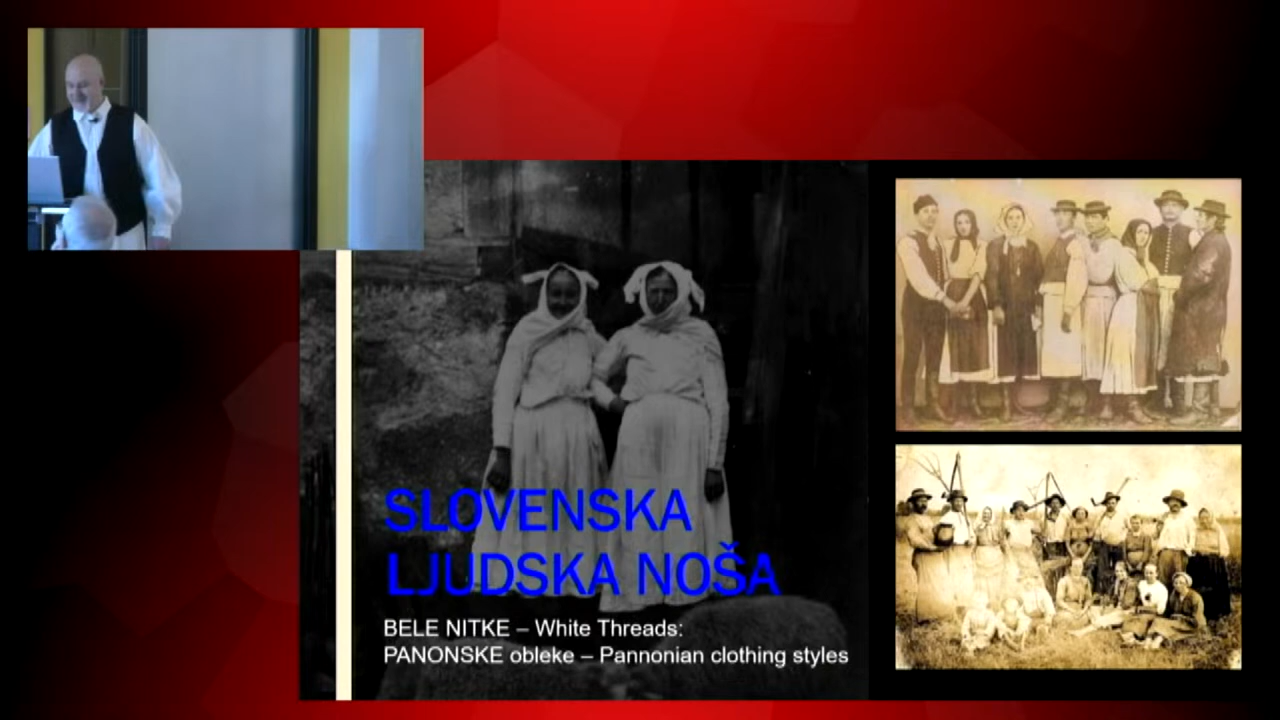 SLOVENSKA
LJUDSKA NOŠA
BELE NITKE – White Threads:
PANONSKE obleke – Pannonian clothing styles